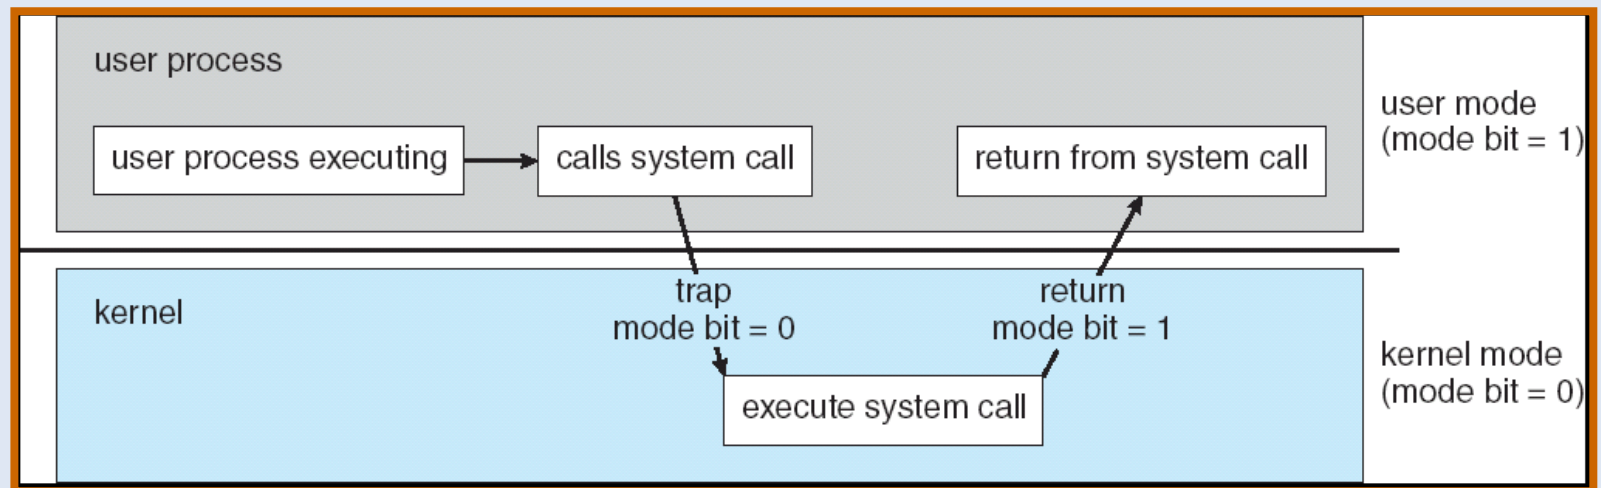 user process
user process executing
calls system call
return from system call
user mode
(mode bit = 1)
kernel
trap
mode bit = 0
return
mode bit = 1
execute system call
kernel mode
(mode bit = 0)